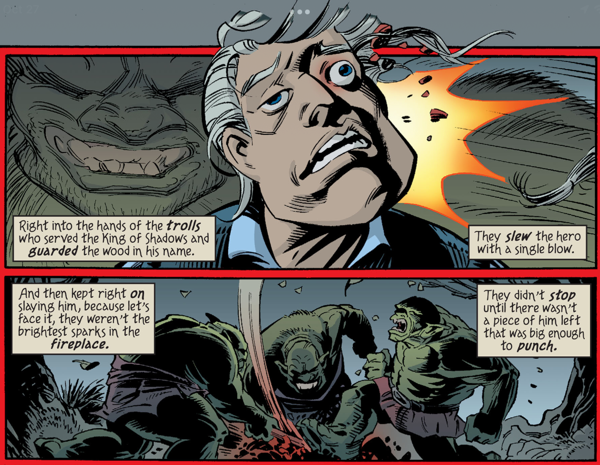 Right into the hands of the trolls
who served the King of Shadows and
guarded the wood in his name.
They slew the hero
with a single blow.
And then kept right on
slaying him, because let's
face it, they weren't the
brightest sparks in the
fireplace.
They didn't stop
until there wasn't
a piece of him left
that was big enough
to punch.